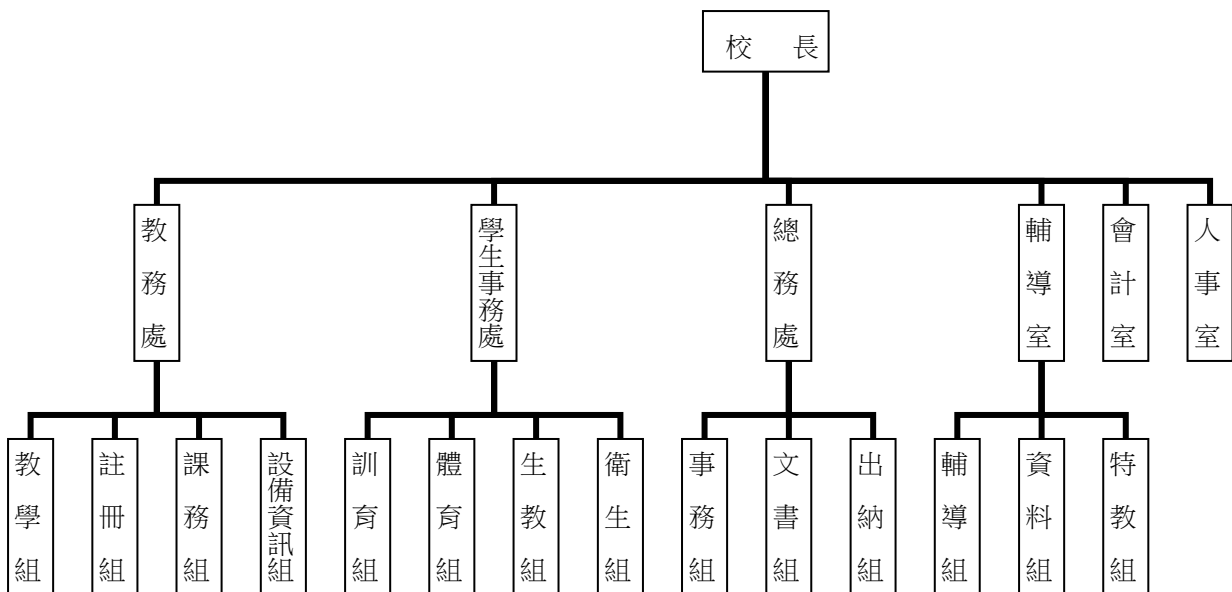 校 長
教務處
學生事務處
總務處
輔導室
會計室
人事室
教學組
註冊組
課務組
設備資訊組
訓育組
體育組
生教組
衛生組
事務組
文書組
出納組
輔導組
資料組
特教組